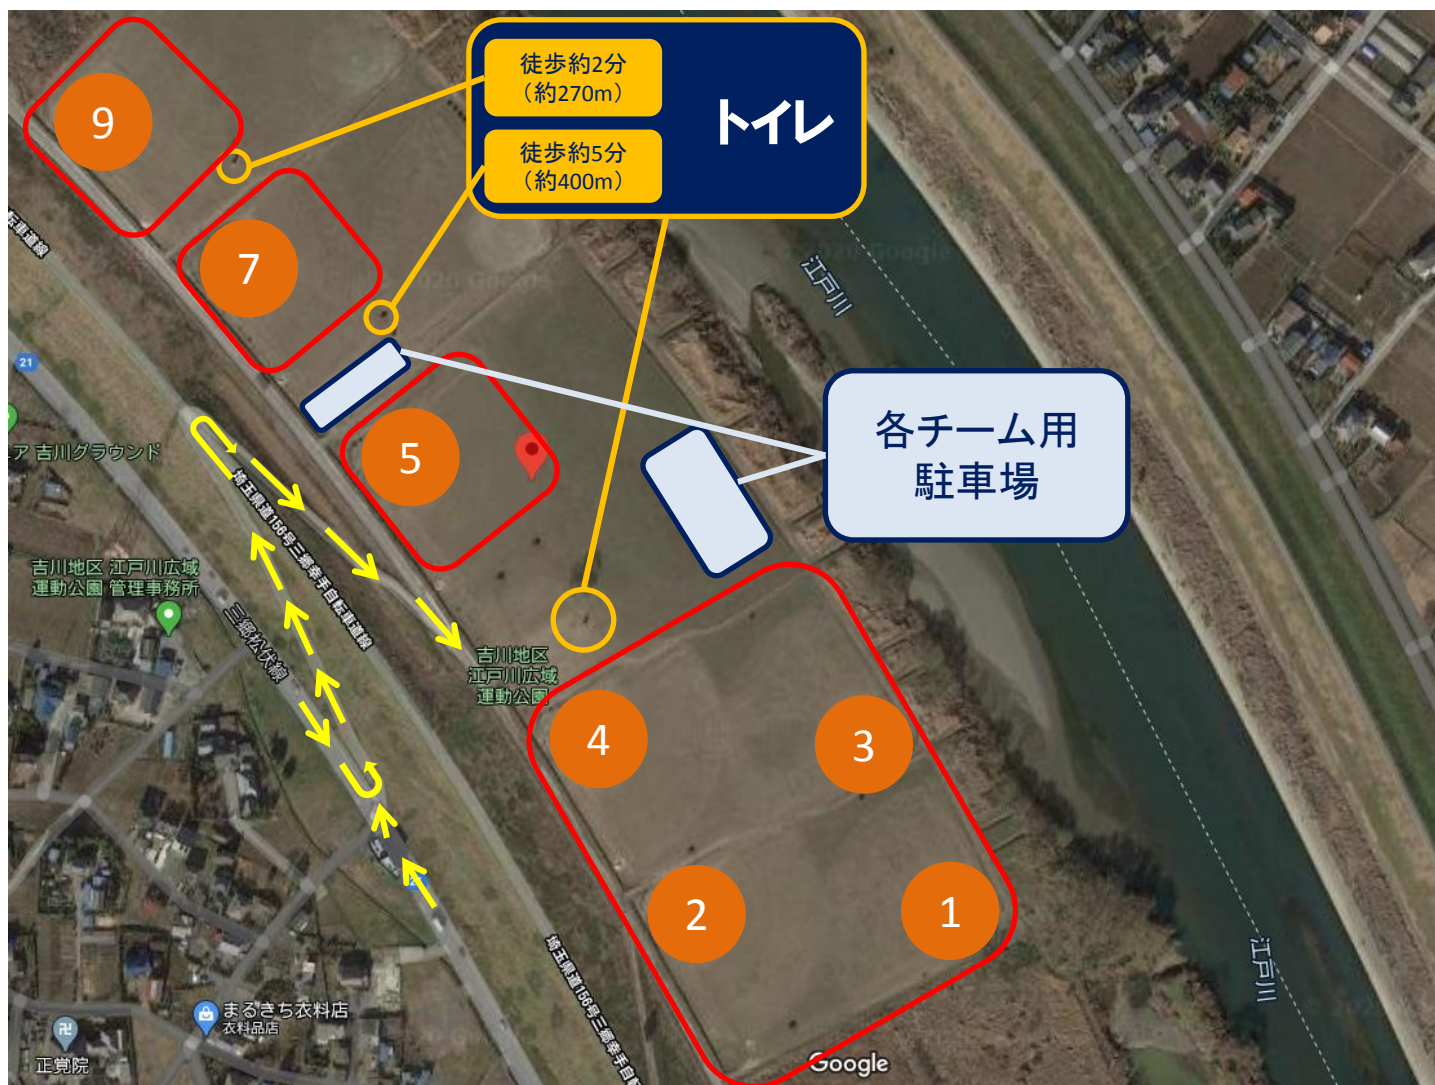 徒歩約2分
（約270m）
徒歩約5分
（約400m）
トイレ
9
7
5
4
3
2
1
各チーム用
駐車場
江戸川
江戸川
転車道線
21
ア 吉川グラウンド
埼玉県道156号三郷幸手自転車道線
吉川地区 江戸川広域
運動公園 管理事務所
三郷松伏線
吉川地区
江戸川広域
運動公園
埼玉県道156号三郷幸手自転
まるきち衣料店
衣料品店
正覚院
Google